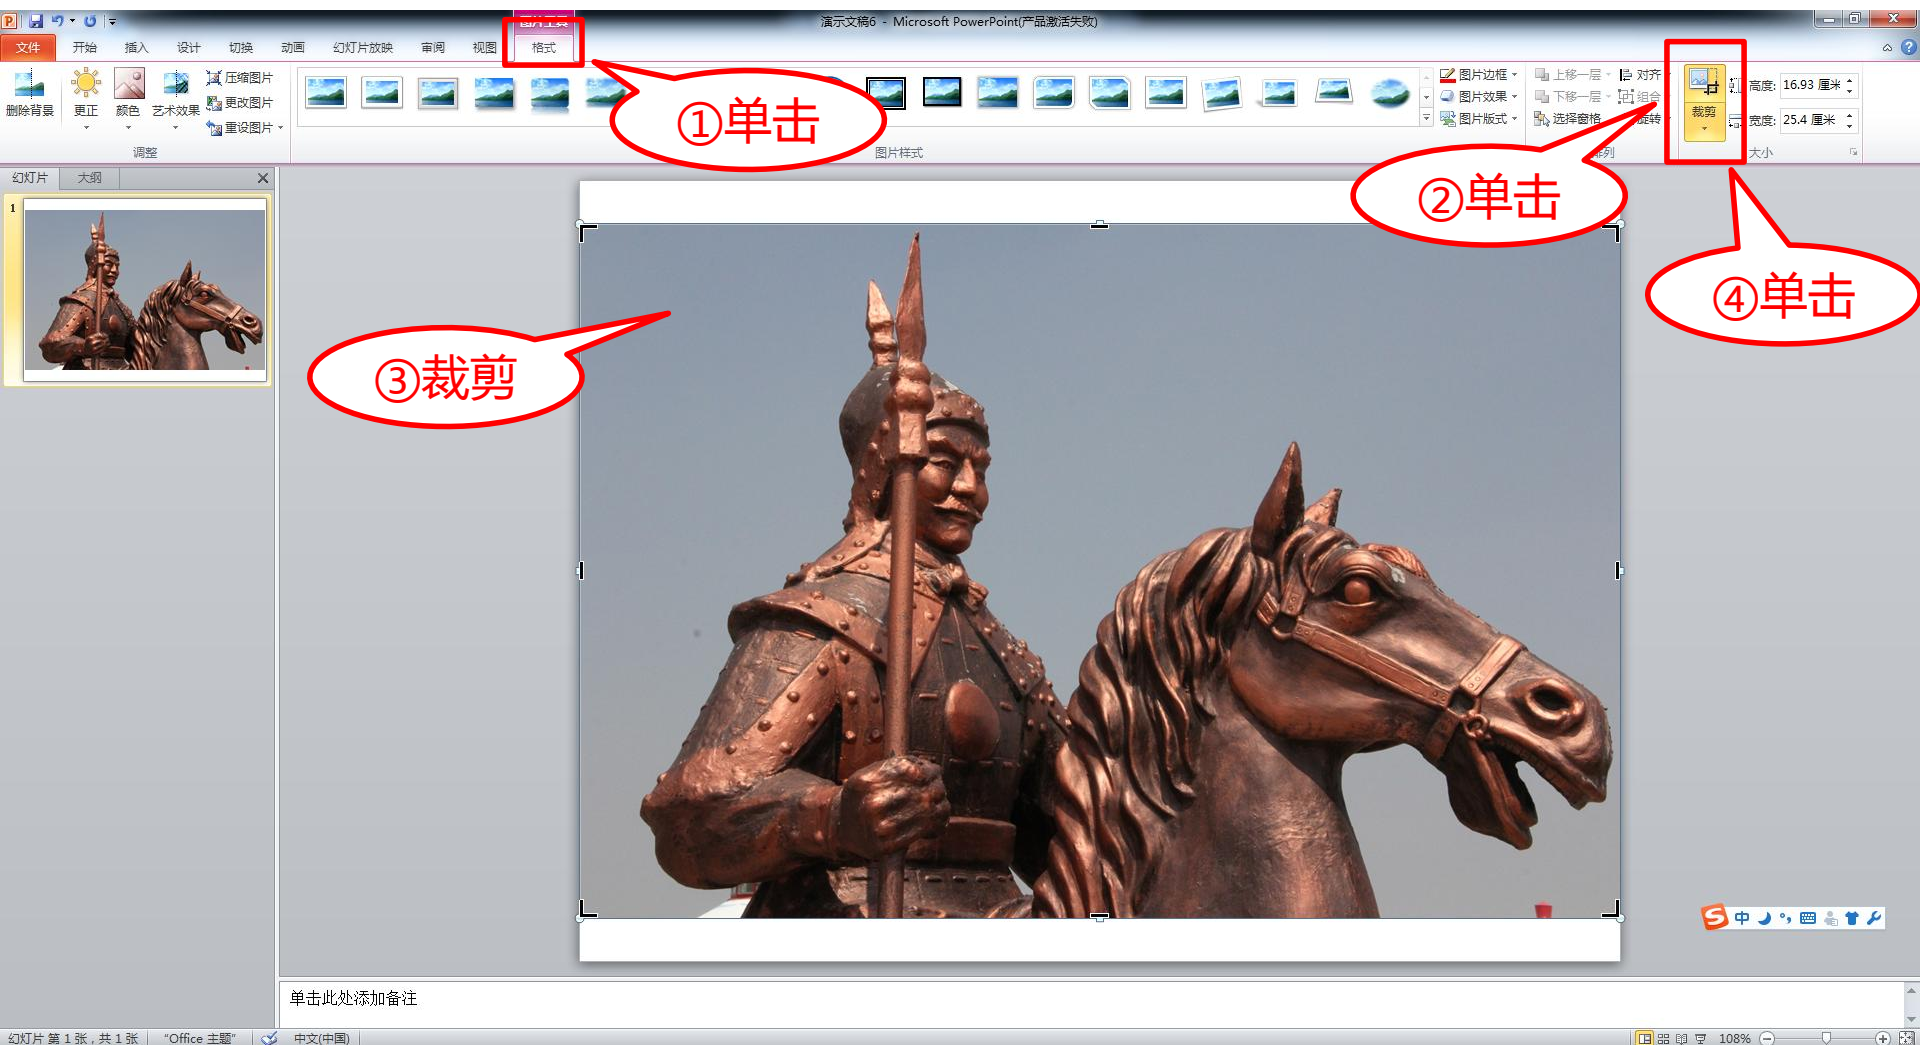 图片工具
演示文稿6 - Microsoft PowerPoint(产品激活失败)
文件 开始 插入 设计 切换 动画 幻灯片放映 审阅 视图 格式
删除背景 更正 颜色 艺术效果
压缩图片
更改图片
重设图片
调整
图片样式
图片边框
图片效果
图片版式
上移一层
下移一层
选择窗格
对齐
组合
旋转
排列
裁剪
高度: 16.93 厘米
宽度: 25.4 厘米
大小
①单击
②单击
③裁剪
④单击
幻灯片 大纲
1
中
单击此处添加备注
幻灯片 第 1 张，共 1 张 "Office 主题" 中文(中国) 108%